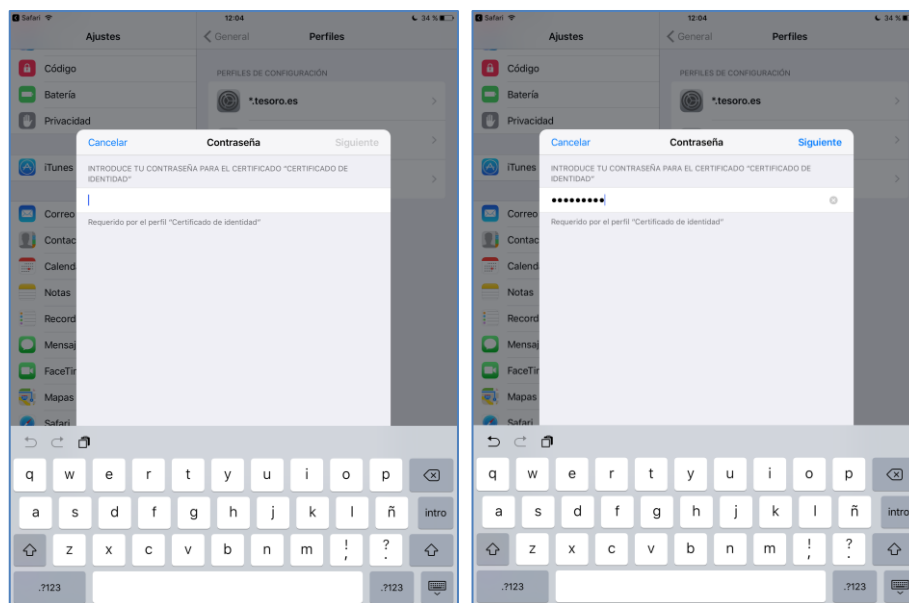 Safari 12:04 34 %
Ajustes
General Perfiles
Código
Batería
Privacidad
iTunes
Correo
Contac
Calend
Notas
Record
Mensaj
FaceTir
Mapas
Safari
PERFILES DE CONFIGURACIÓN
*.tesoro.es
Cancelar Contraseña Siguiente
INTRODUCE TU CONTRASEÑA PARA EL CERTIFICADO "CERTIFICADO DE
IDENTIDAD"
Requerido por el perfil "Certificado de identidad"
q w e r t y u i o p
a s d f g h j k l ñ intro
z x c v b n m ! , ? .
.?123 .?123
Safari 12:04 34 %
Ajustes
General Perfiles
Código
Batería
Privacidad
iTunes
Correo
Contac
Calend
Notas
Record
Mensaj
FaceTir
Mapas
Safari
PERFILES DE CONFIGURACIÓN
*.tesoro.es
Cancelar Contraseña Siguiente
INTRODUCE TU CONTRASEÑA PARA EL CERTIFICADO "CERTIFICADO DE
IDENTIDAD"
•••••••••
Requerido por el perfil "Certificado de identidad"
q w e r t y u i o p
a s d f g h j k l ñ intro
z x c v b n m ! , ? .
.?123 .?123